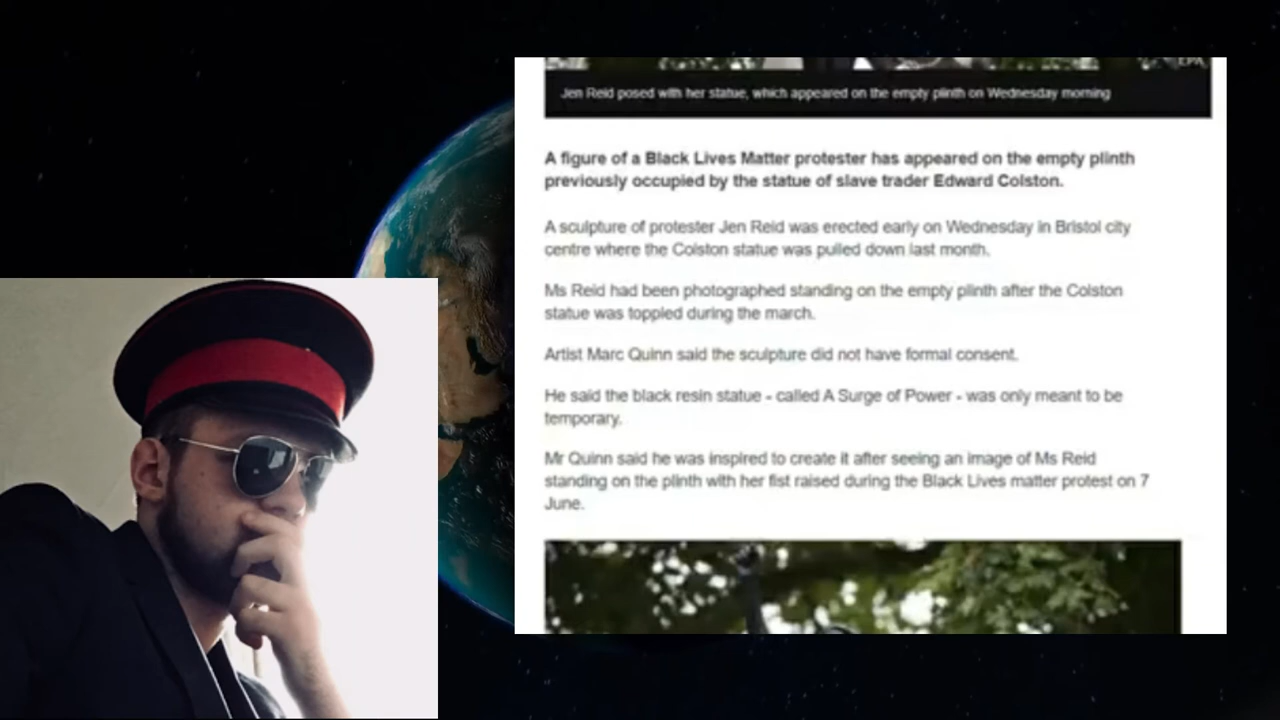 EPA
Jen Reid posed with her statue, which appeared on the empty plinth on Wednesday morning
A figure of a Black Lives Matter protester has appeared on the empty plinth
previously occupied by the statue of slave trader Edward Colston.
A sculpture of protester Jen Reid was erected early on Wednesday in Bristol city
centre where the Colston statue was pulled down last month.
Ms Reid had been photographed standing on the empty plinth after the Colston
statue was toppled during the march.
Artist Marc Quinn said the sculpture did not have formal consent.
He said the black resin statue - called A Surge of Power - was only meant to be
temporary.
Mr Quinn said he was inspired to create it after seeing an image of Ms Reid
standing on the plinth with her fist raised during the Black Lives matter protest on 7
June.